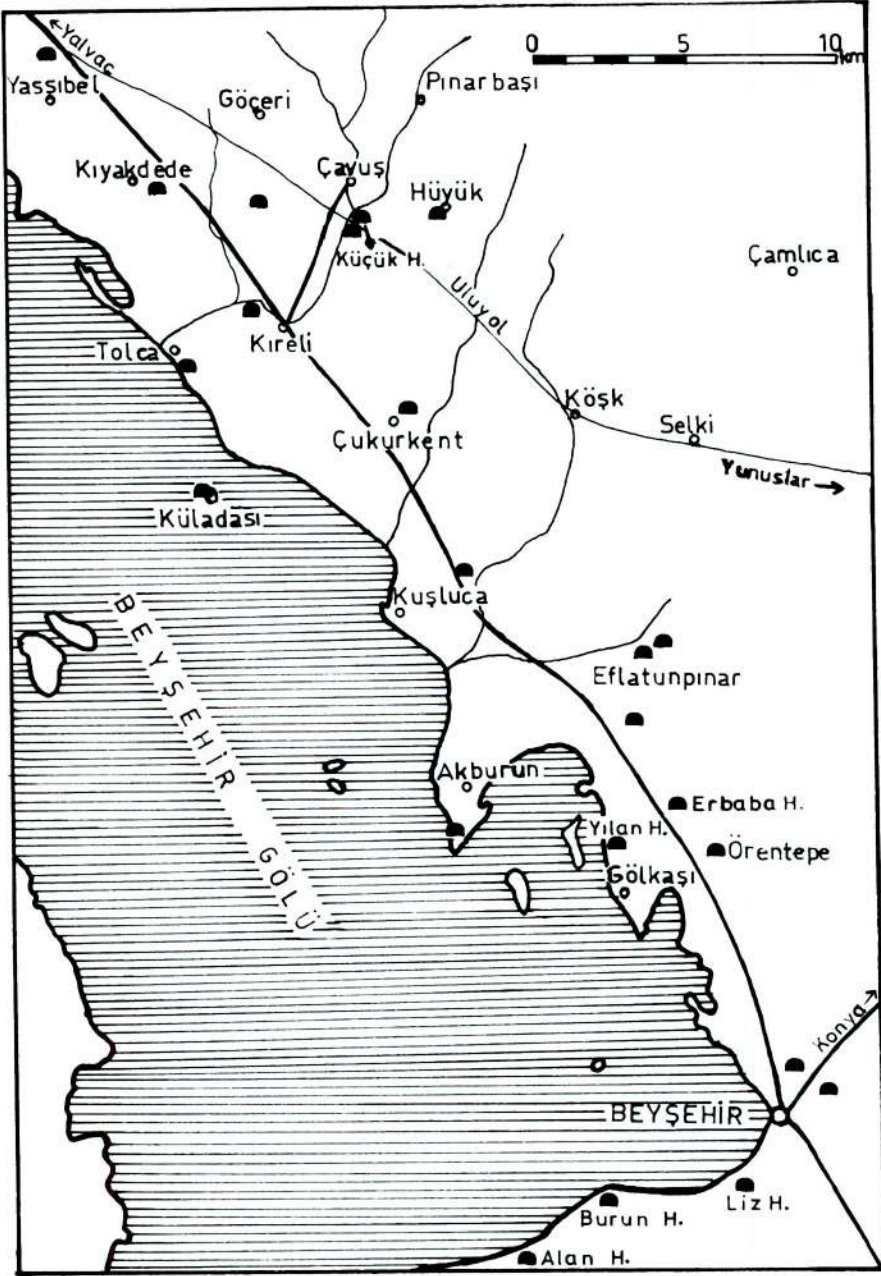 ←Yalvaç
0 5 10 km
Yassıbel
Göçeri
Pınarbaşı
Kıyakdede
Çavuş
Hüyük
Küçük H.
Çamlıca
Uluyol
Tolca
Kıreli
Köşk
Selki
Çukurkent
Yunuslar →
Küladası
Kuşluca
BEYŞEHİR GÖLÜ
Eflatunpınar
Akburun
Erbaba H.
Yılan H.
Örentepe
Gölkaşı
Konya→
BEYŞEHİR
Liz H.
Burun H.
Alan H.